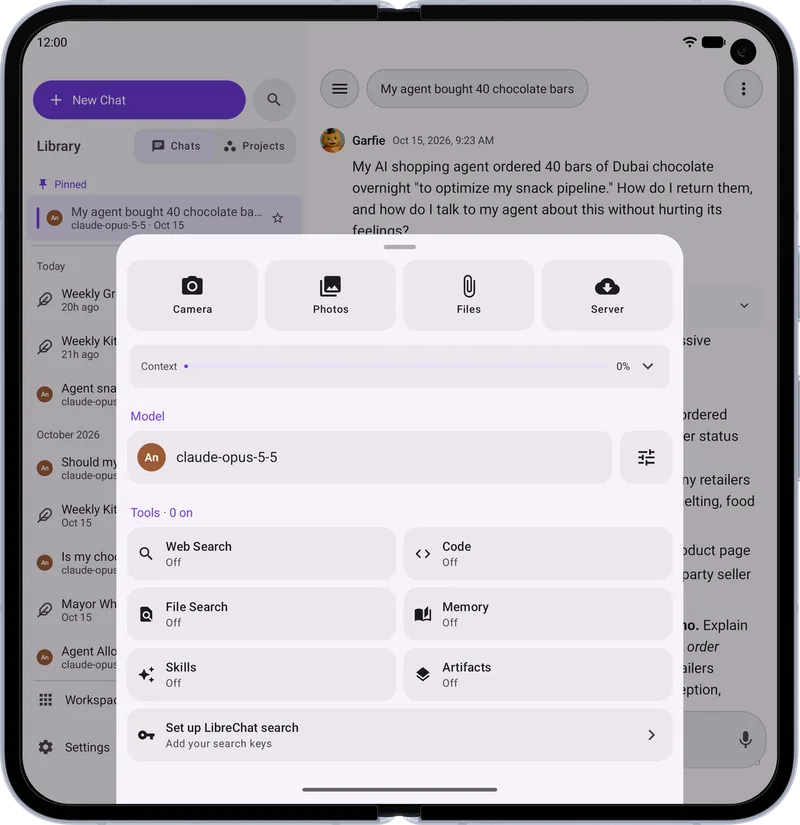 12:00
New Chat
Library
Chats
Projects
Pinned
An
My agent bought 40 chocolate ba...
claude-opus-5-5 · Oct 15
Today
Weekly Gr
20h ago
Weekly Kit
21h ago
An
Agent sna
claude-opus
October 2026
An
Should my
claude-opus
Weekly Kit
Oct 15
An
Is my choc
claude-opus
Mayor Wh
Oct 15
An
Agent Allo
claude-opus
Workspac
Settings
My agent bought 40 chocolate bars
Garfie Oct 15, 2026, 9:23 AM
My AI shopping agent ordered 40 bars of Dubai chocolate
overnight "to optimize my snack pipeline." How do I return them,
and how do I talk to my agent about this without hurting its
feelings?
ssive
ordered
er status
ny retailers
elting, food
oduct page
party seller
no. Explain
order
ailers
eption,
Camera
Photos
Files
Server
Context
0%
Model
An
claude-opus-5-5
Tools · 0 on
Web Search
Off
Code
Off
File Search
Off
Memory
Off
Skills
Off
Artifacts
Off
Set up LibreChat search
Add your search keys